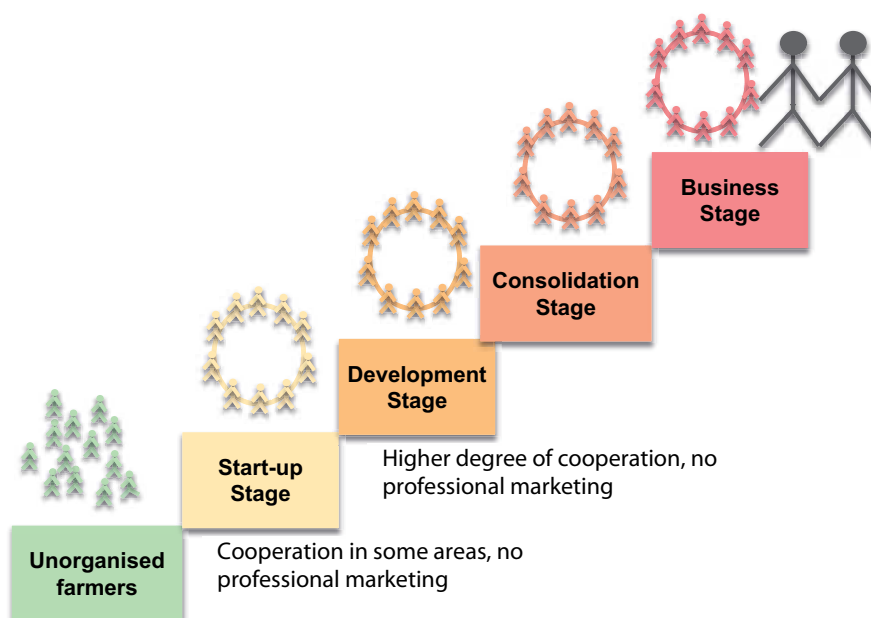 Business
Stage
Consolidation
Stage
Development
Stage
Higher degree of cooperation, no
professional marketing
Start-up
Stage
Cooperation in some areas, no
professional marketing
Unorganised
farmers